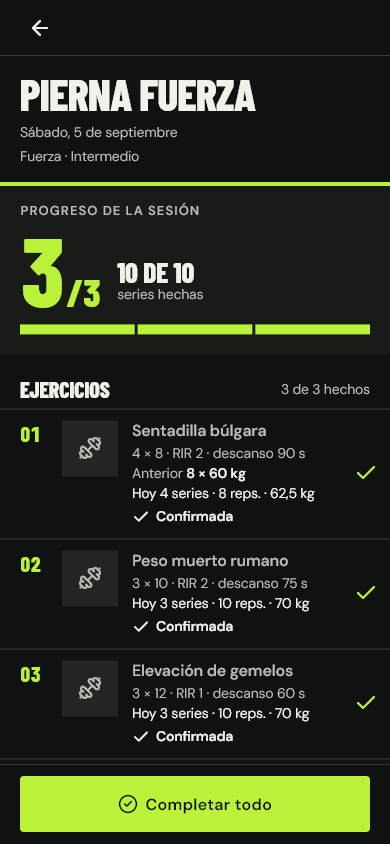 PIERNA FUERZA
Sábado, 5 de septiembre
Fuerza · Intermedio
PROGRESO DE LA SESIÓN
3/3
10 DE 10
series hechas
EJERCICIOS
3 de 3 hechos
01
Sentadilla búlgara
4 × 8 · RIR 2 · descanso 90 s
Anterior 8 × 60 kg
Hoy 4 series · 8 reps. · 62,5 kg
Confirmada
02
Peso muerto rumano
3 × 10 · RIR 2 · descanso 75 s
Hoy 3 series · 10 reps. · 70 kg
Confirmada
03
Elevación de gemelos
3 × 12 · RIR 1 · descanso 60 s
Hoy 3 series · 10 reps. · 70 kg
Confirmada
Completar todo